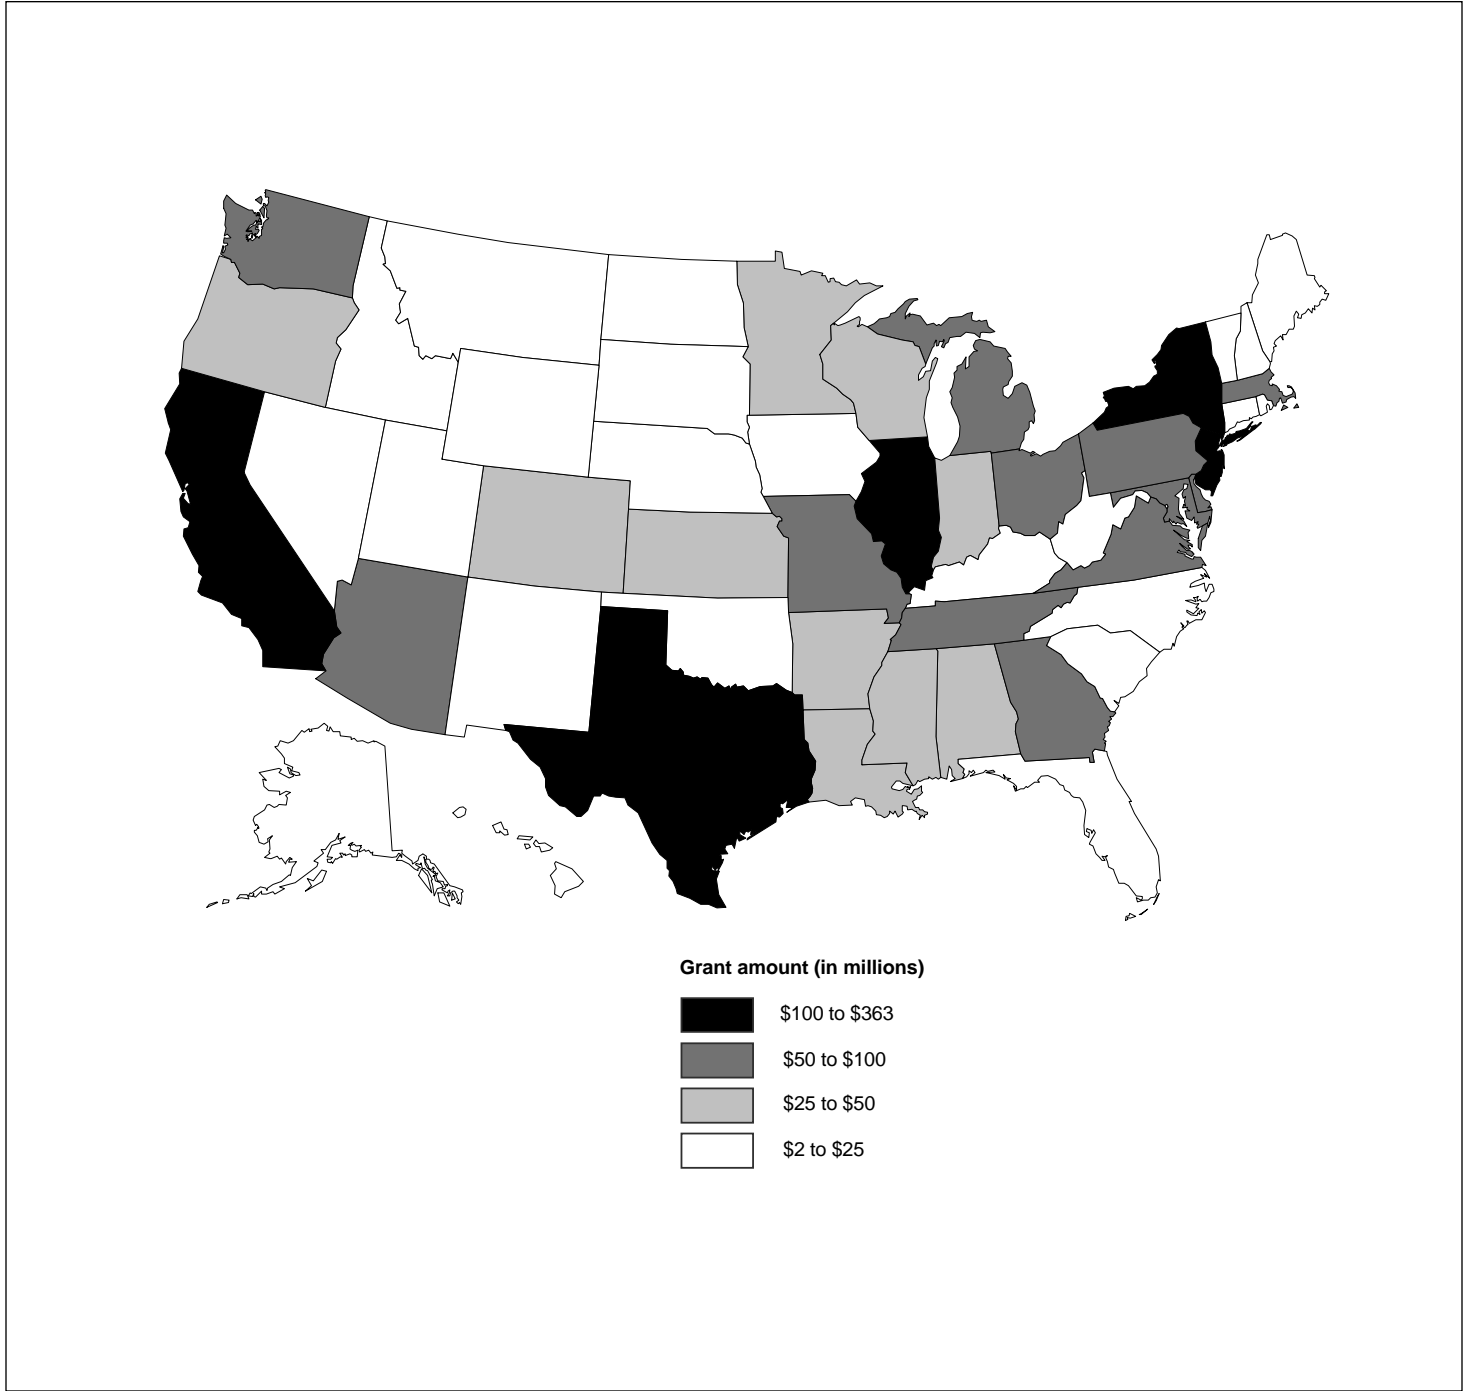 Grant amount (in millions)
$100 to $363
$50 to $100
$25 to $50
$2 to $25